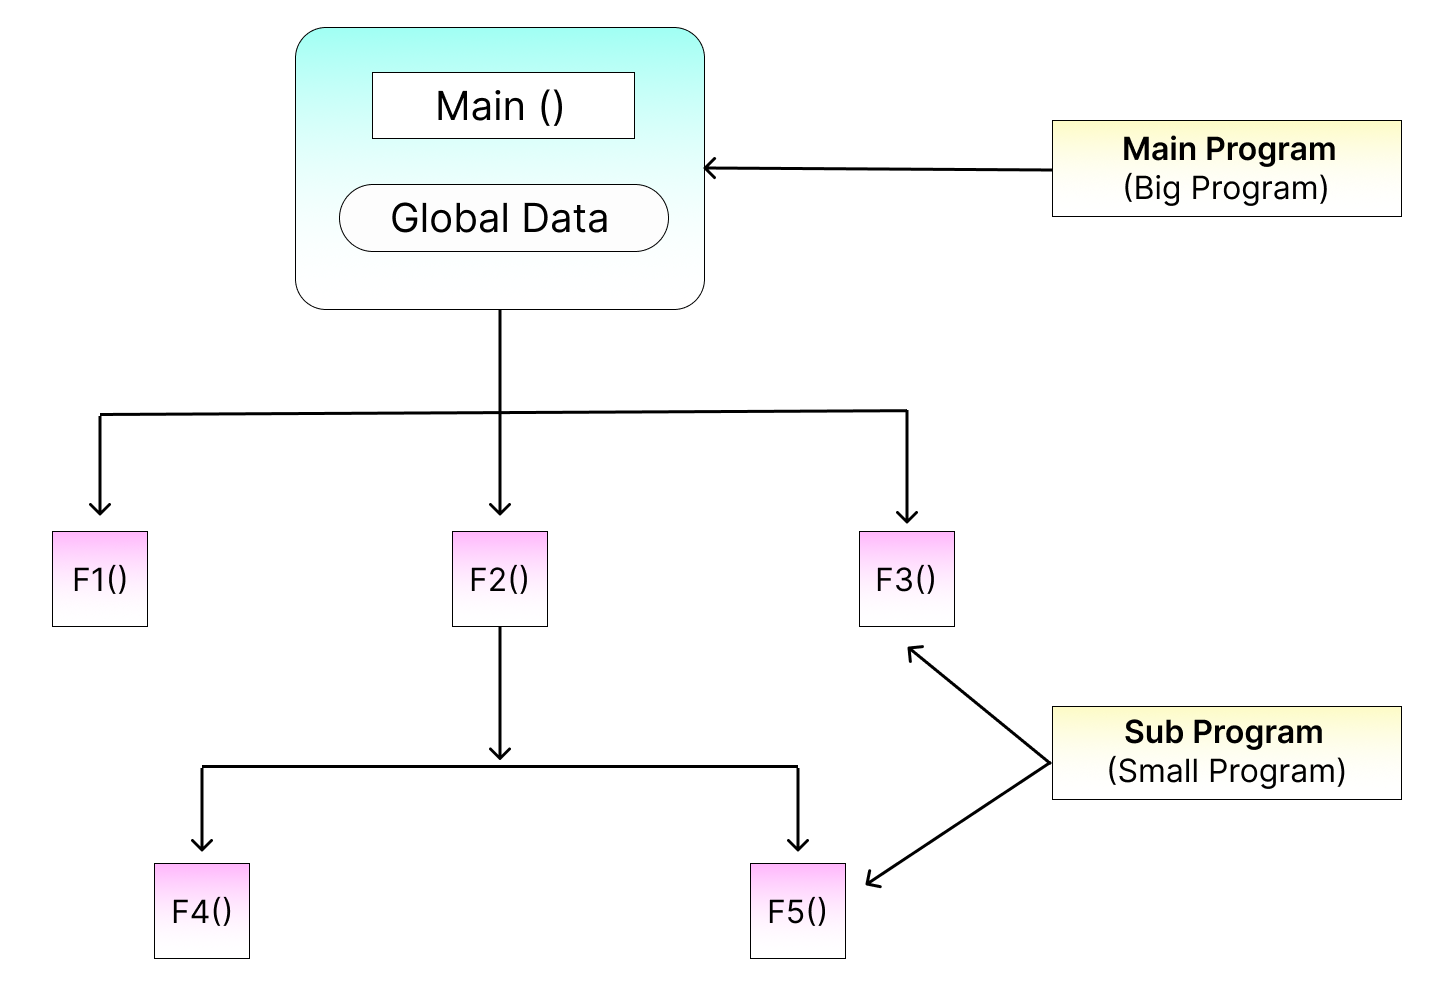 Main ()
Global Data
Main Program
(Big Program)
F1()
F2()
F3()
Sub Program
(Small Program)
F4()
F5()